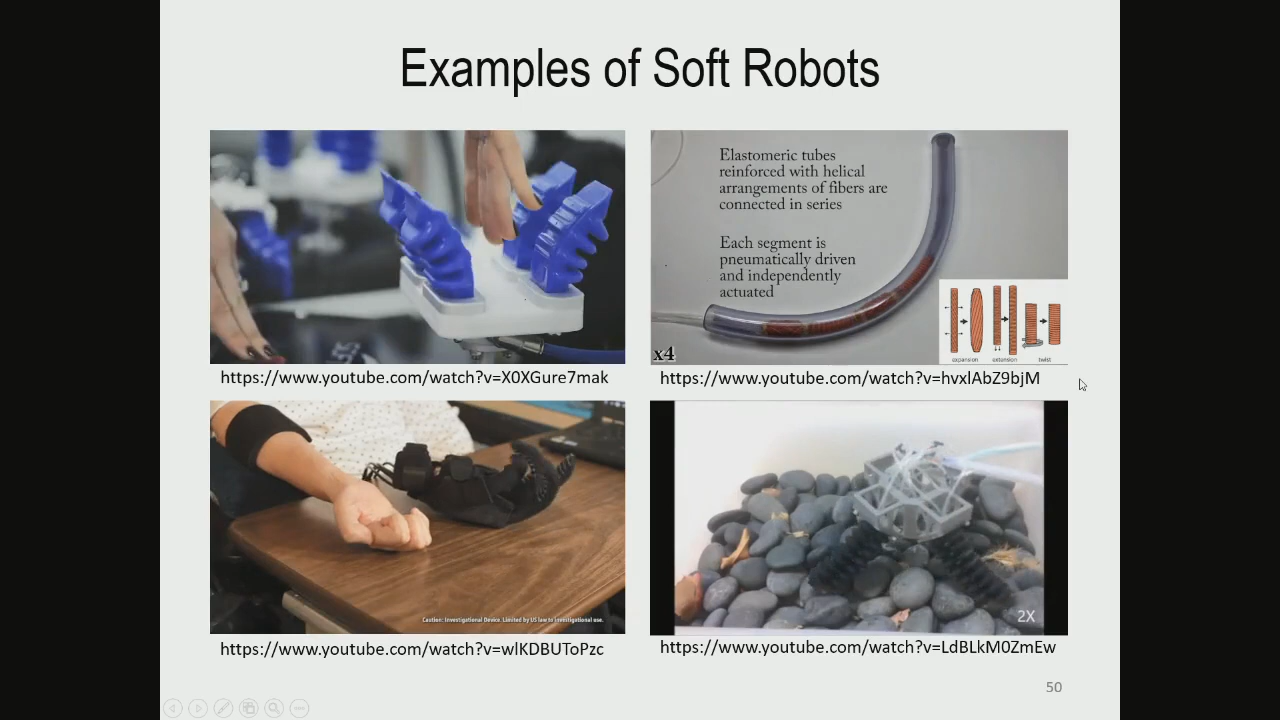 Examples of Soft Robots
Elastomeric tubes
reinforced with helical
arrangements of fibers are
connected in series
Each segment is
pneumatically driven
and independently
actuated
x4
expansion extension twist
https://www.youtube.com/watch?v=X0XGure7mak
https://www.youtube.com/watch?v=hvxlAbZ9bjM
Caution: Investigational Device. Limited by US law to investigational use.
2X
https://www.youtube.com/watch?v=wlKDBUToPzc
https://www.youtube.com/watch?v=LdBLkM0ZmEw
50